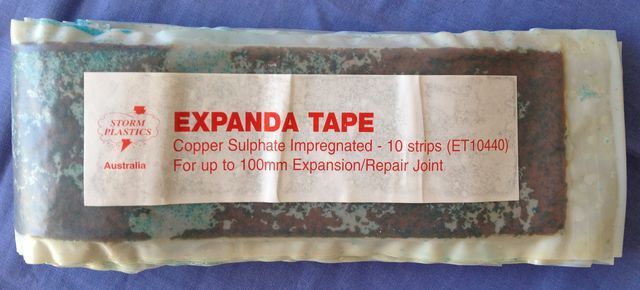 STORM
PLASTICS
Australia
EXPANDA TAPE
Copper Sulphate Impregnated - 10 strips (ET10440)
For up to 100mm Expansion/Repair Joint